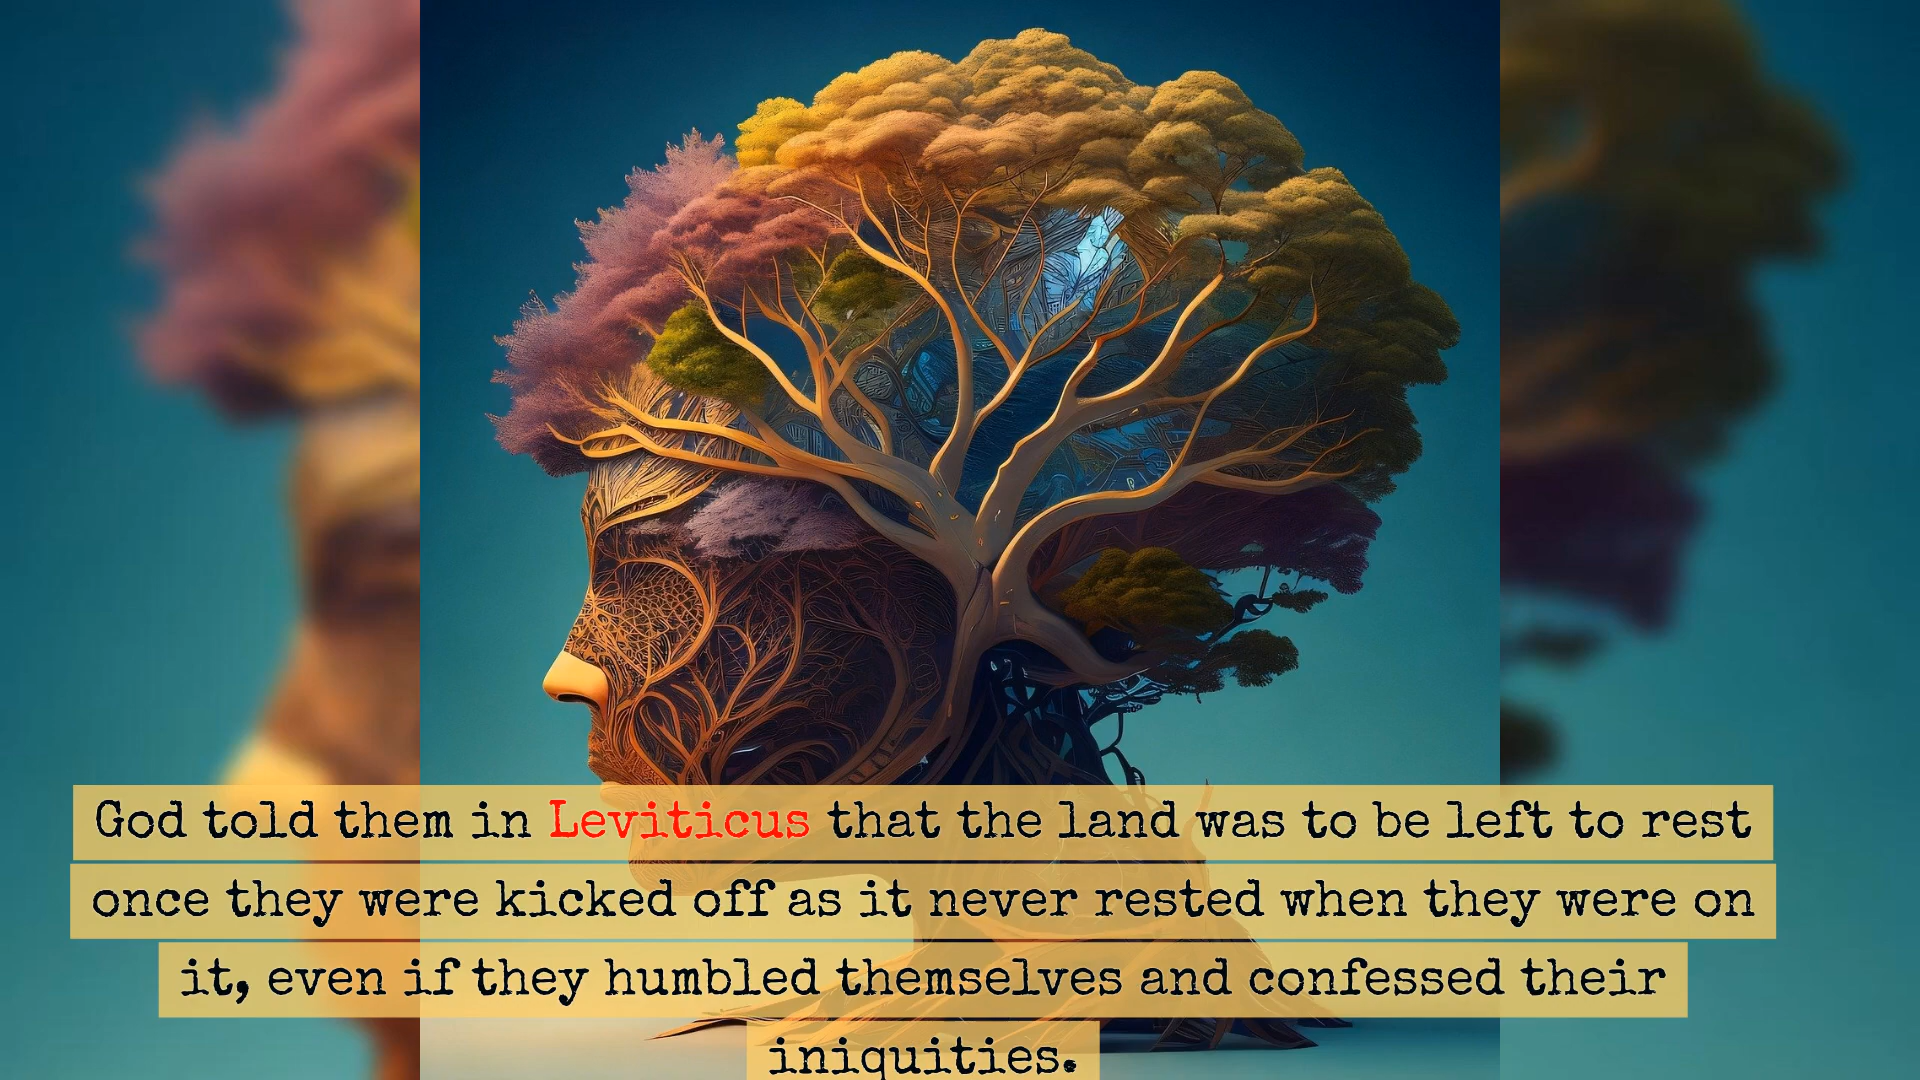 God told them in Leviticus that the land was to be left to rest
once they were kicked off as it never rested when they were on
it, even if they humbled themselves and confessed their
iniquities.